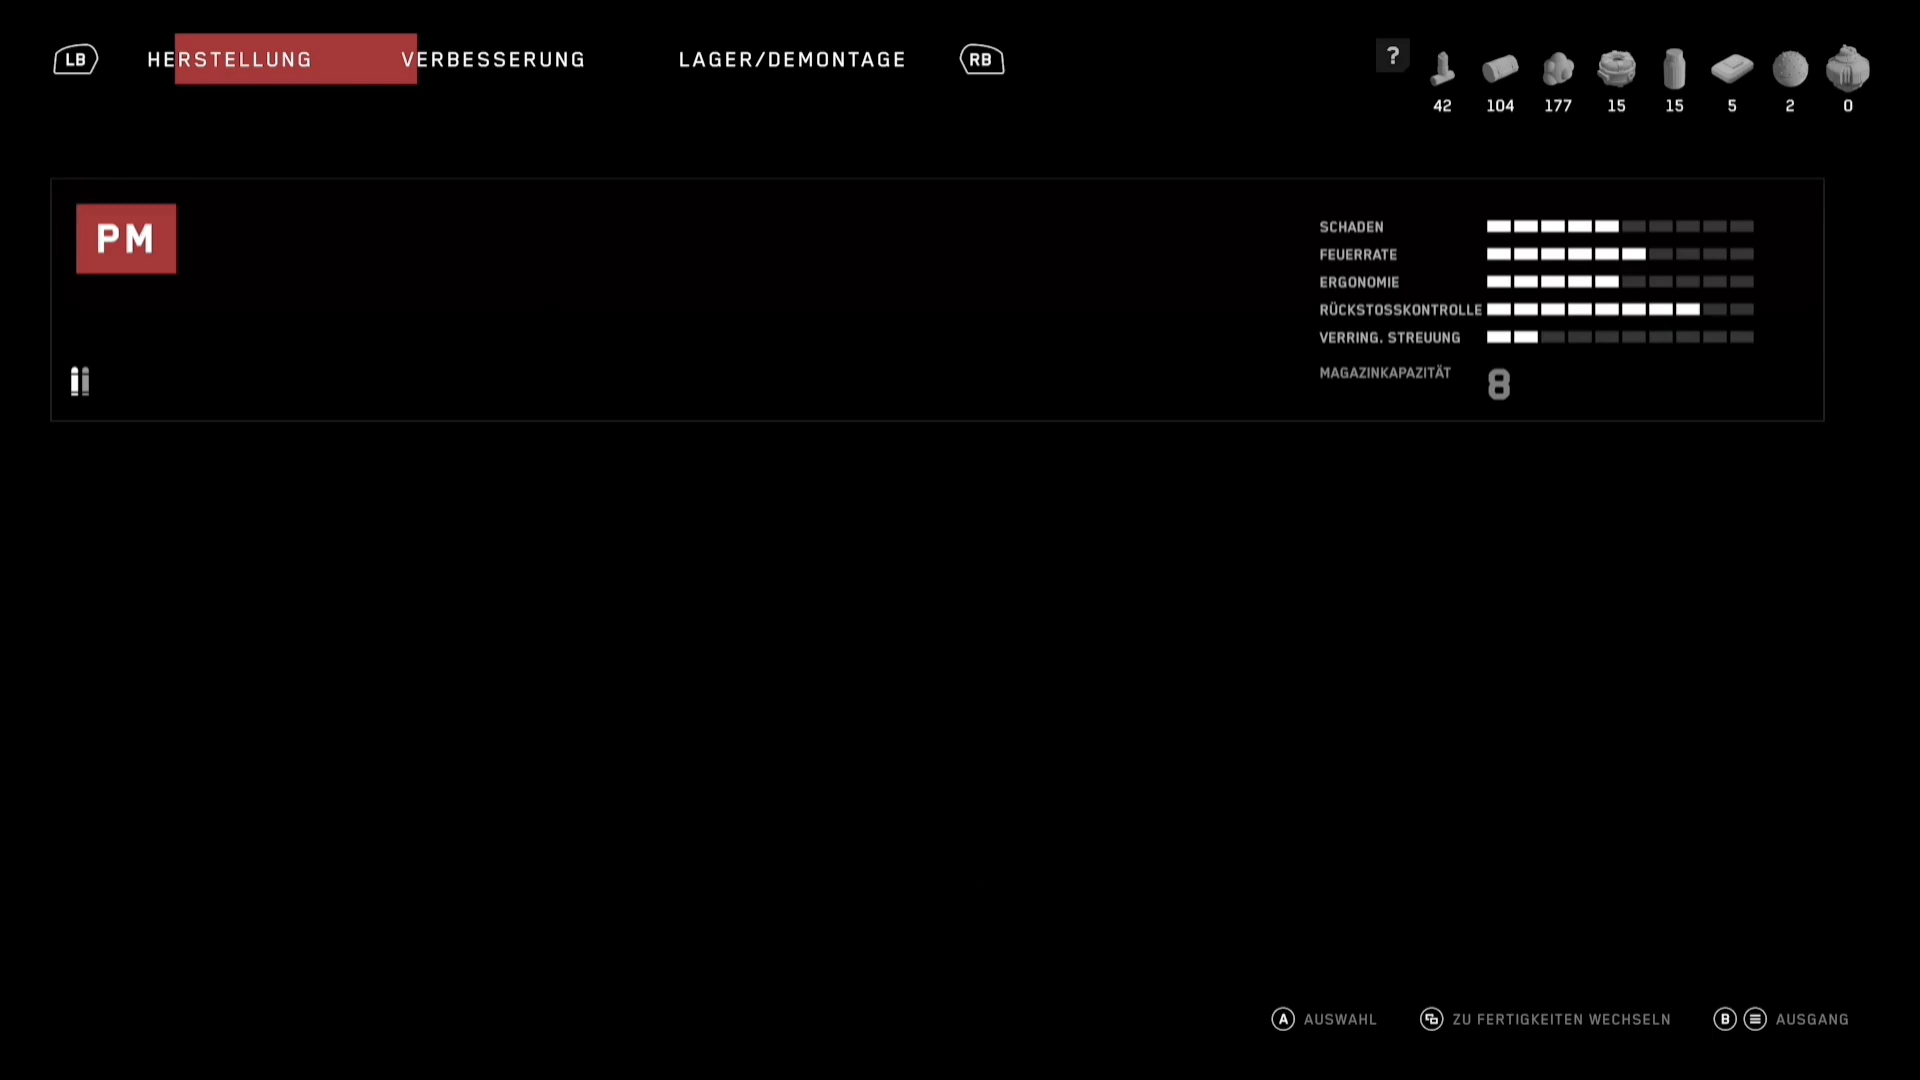 LB HERSTELLUNG VERBESSERUNG LAGER/DEMONTAGE RB
?
42 104 177 15 15 5 2 0
PM
SCHADEN
FEUERRATE
ERGONOMIE
RÜCKSTOSSKONTROLLE
VERRING. STREUUNG
MAGAZINKAPAZITÄT 8
A AUSWAHL ZU FERTIGKEITEN WECHSELN B AUSGANG